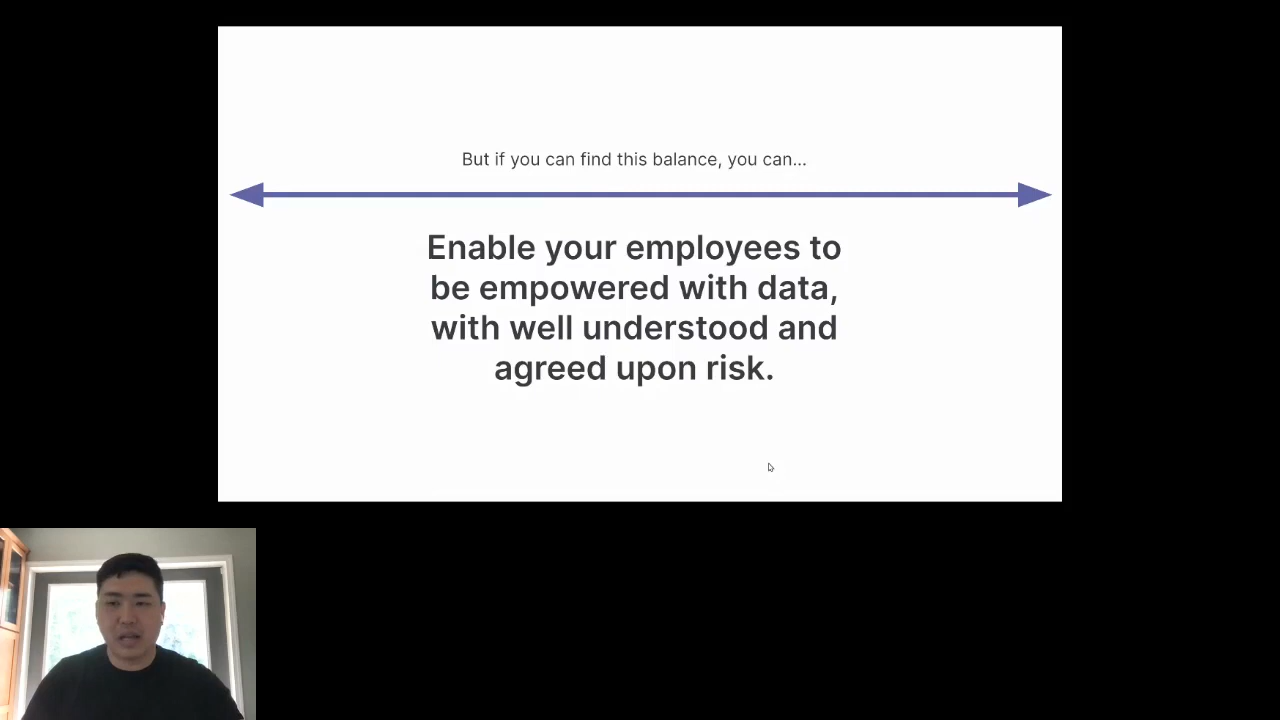 But if you can find this balance, you can...
Enable your employees to
be empowered with data,
with well understood and
agreed upon risk.